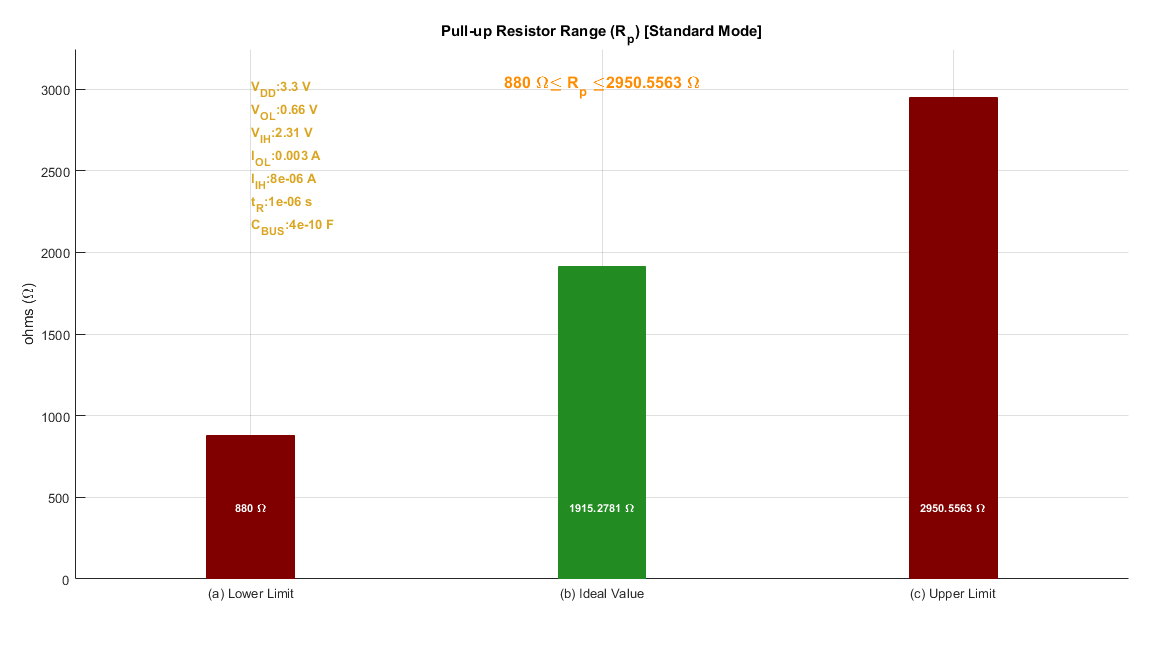 Pull-up Resistor Range (Rp) [Standard Mode]
880 Ω≤ Rp ≤2950.5563 Ω
VDD:3.3 V
VOL:0.66 V
VIH:2.31 V
IOL:0.003 A
IIH:8e-06 A
tR:1e-06 s
CBUS:4e-10 F
ohms (Ω)
3000
2500
2000
1500
1000
500
0
880 Ω
1915.2781 Ω
2950.5563 Ω
(a) Lower Limit
(b) Ideal Value
(c) Upper Limit